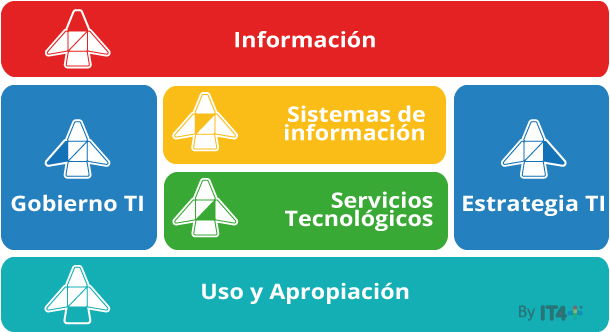 Información
Sistemas de
información
Gobierno TI
Servicios
Tecnológicos
Estrategia TI
Uso y Apropiación
By IT4+